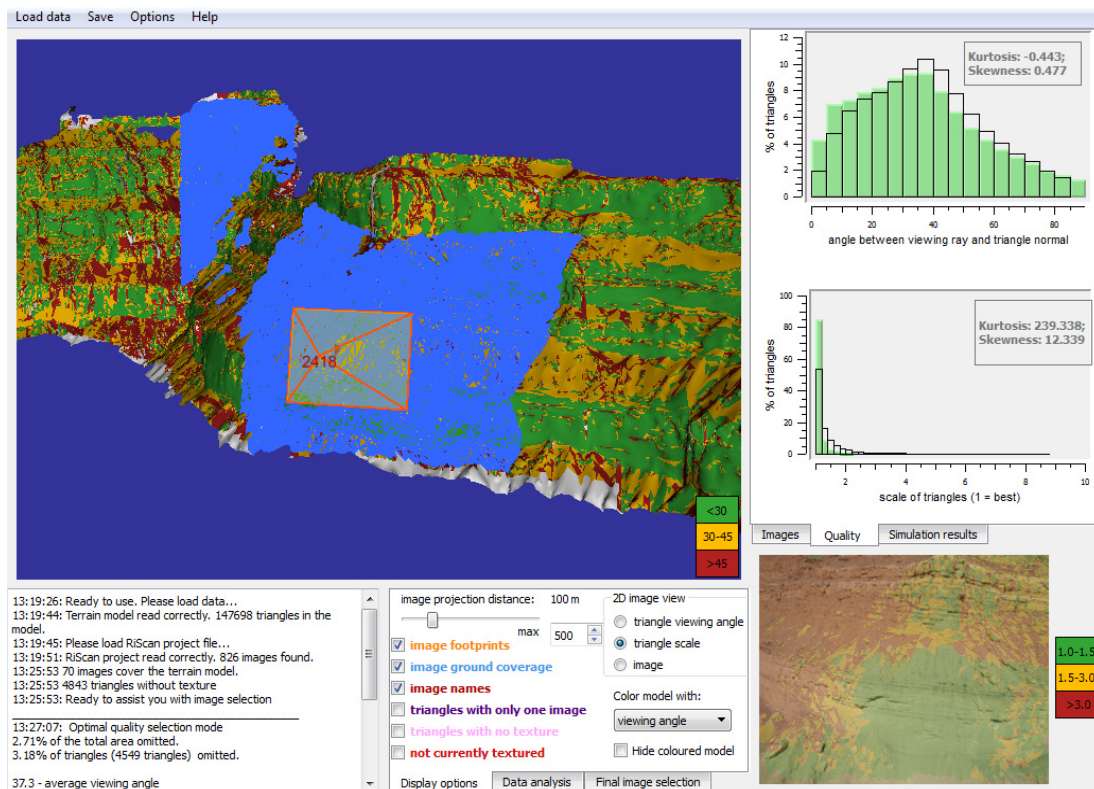 Load data Save Options Help
2418
<30
30-45
>45
12
10
8
6
4
2
0
% of triangles
Kurtosis: -0.443;
Skewness: 0.477
0 20 40 60 80
angle between viewing ray and triangle normal
100
80
60
40
20
0
% of triangles
Kurtosis: 239.338;
Skewness: 12.339
2 4 6 8 10
scale of triangles (1 = best)
Images Quality Simulation results
13:19:26: Ready to use. Please load data...
13:19:44: Terrain model read correctly. 147698 triangles in the
model.
13:19:45: Please load RiScan project file...
13:19:51: RiScan project read correctly. 826 images found.
13:25:53 70 images cover the terrain model.
13:25:53 4843 triangles without texture
13:25:53: Ready to assist you with image selection
13:27:07: Optimal quality selection mode
2.71% of the total area omitted.
3.18% of triangles (4549 triangles) omitted.
37.3 - average viewing angle
image projection distance: 100 m
max 500
image footprints
image ground coverage
image names
triangles with only one image
triangles with no texture
not currently textured
2D image view
triangle viewing angle
triangle scale
image
Color model with:
viewing angle
Hide coloured model
Display options Data analysis Final image selection
1.0-1.5
1.5-3.0
>3.0